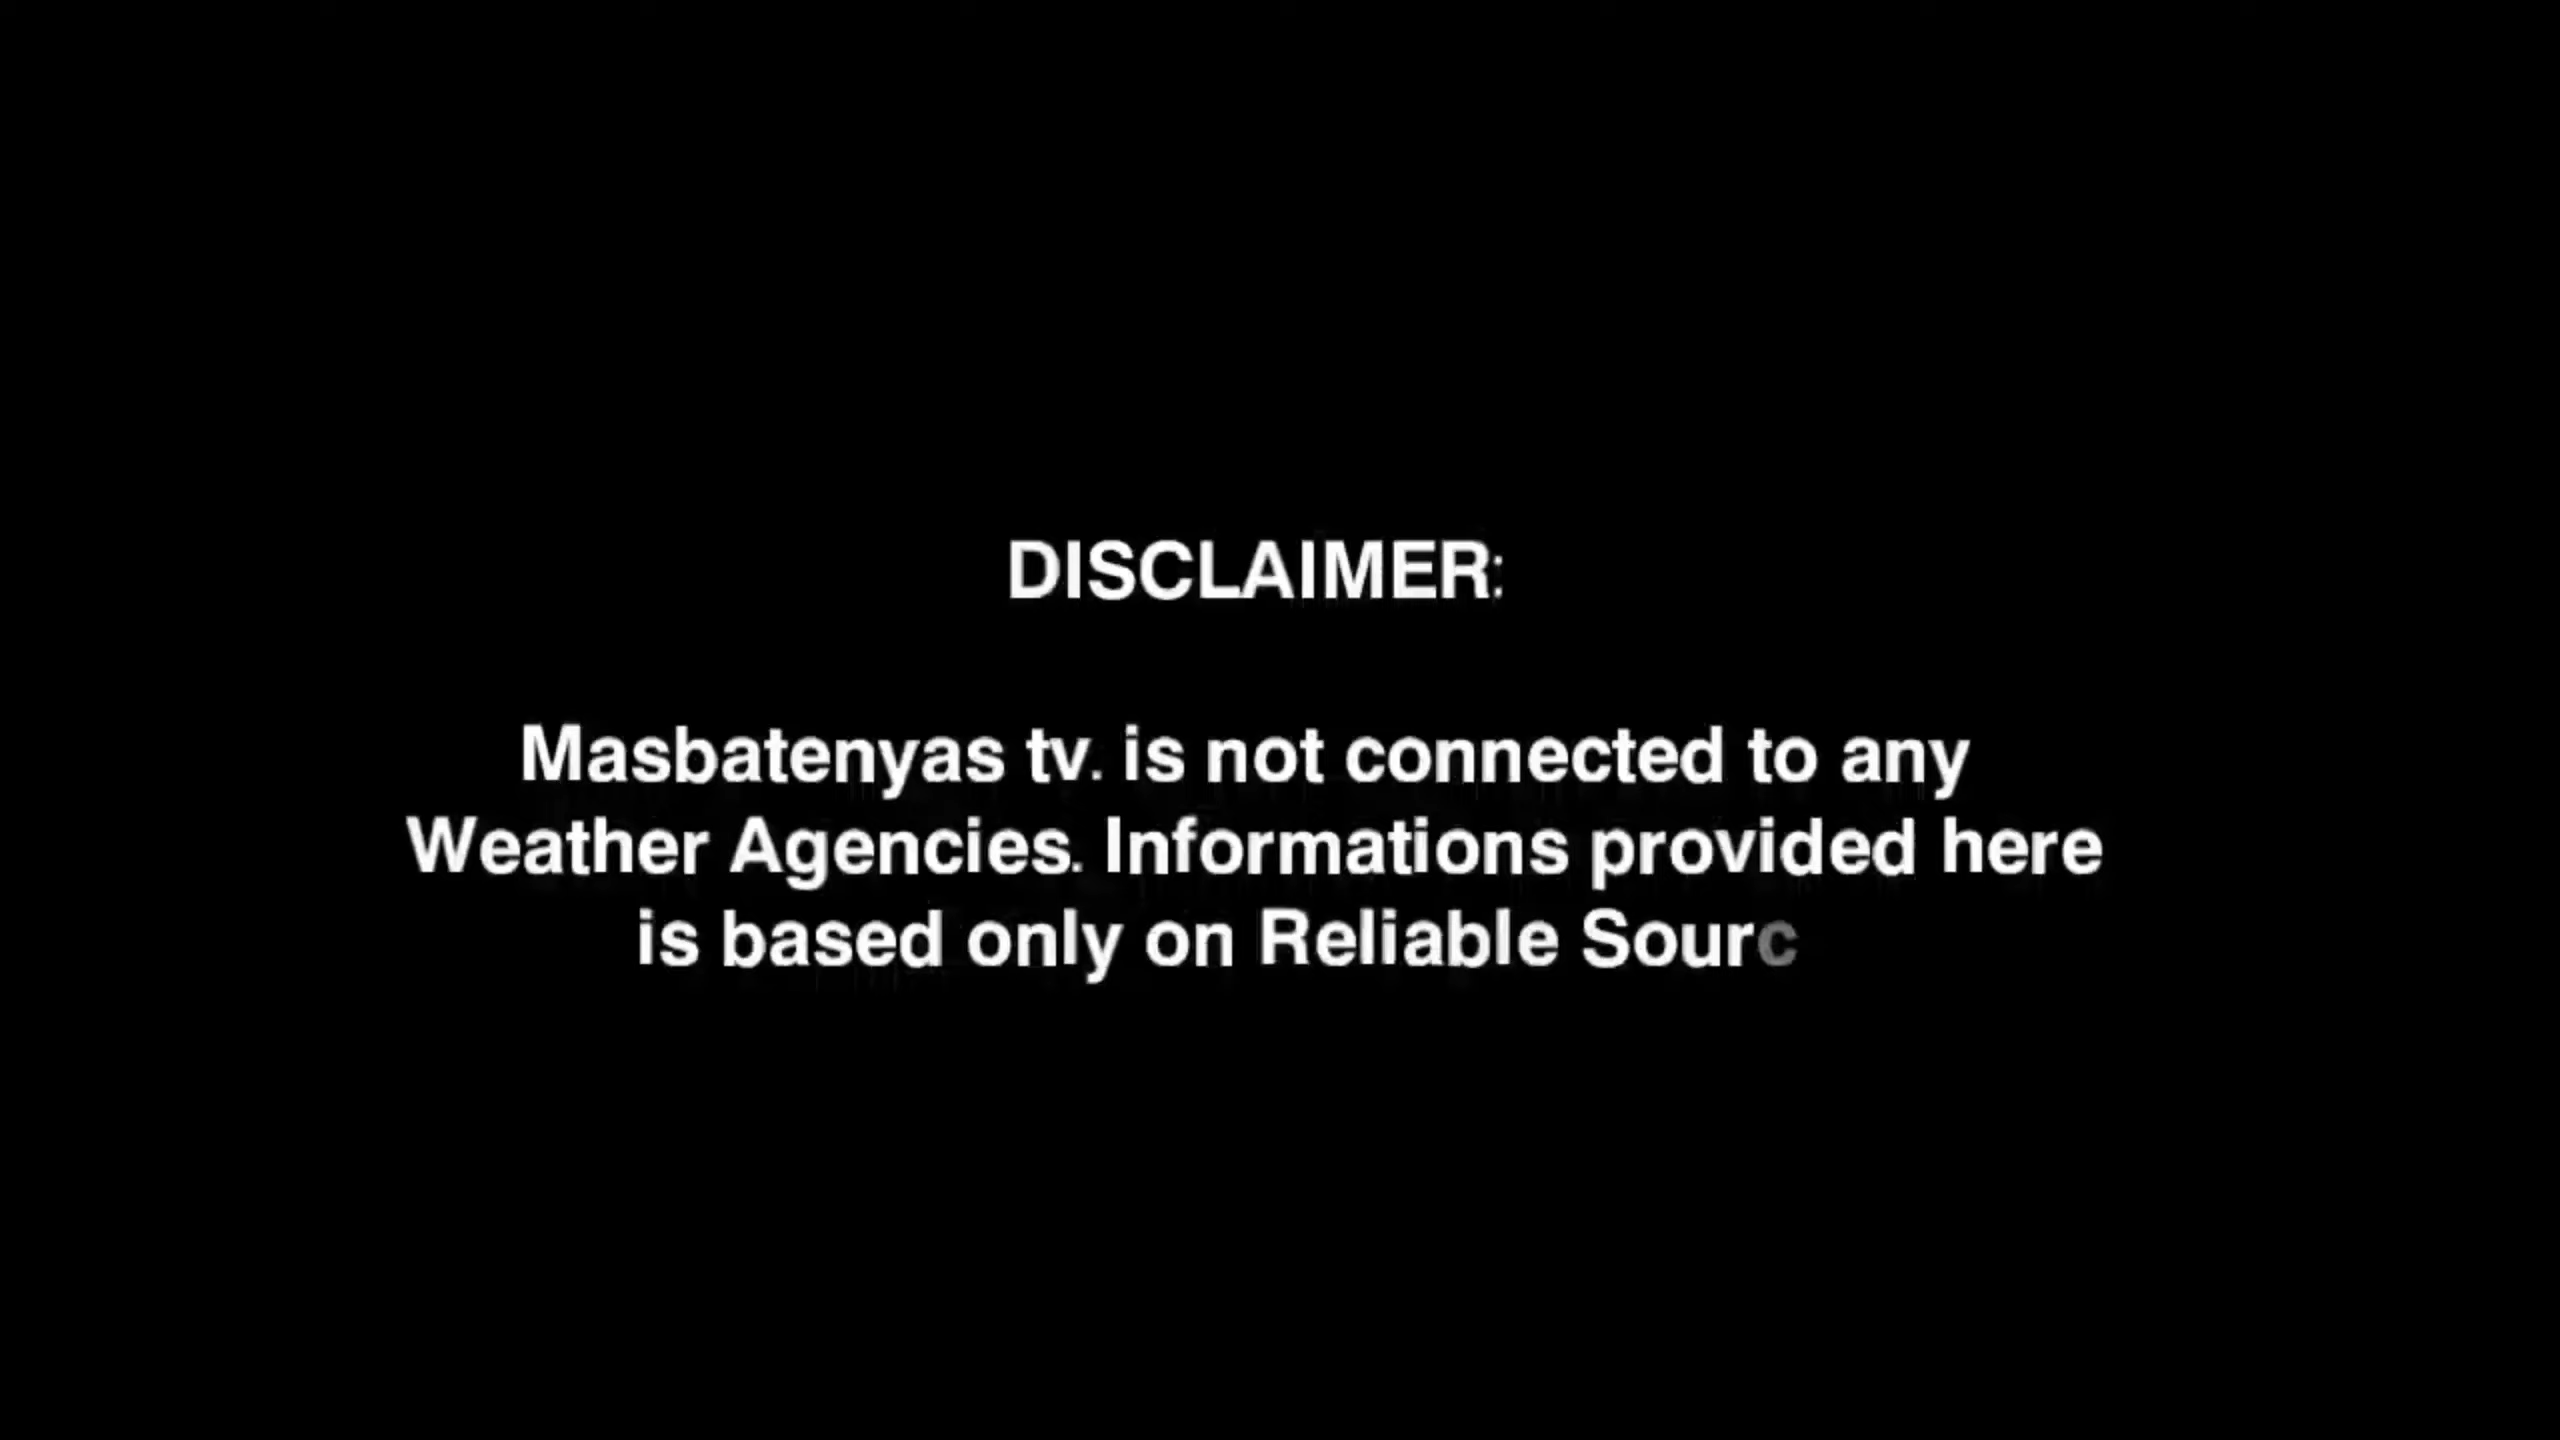 DISCLAIMER:
Masbatenyas tv. is not connected to any
Weather Agencies. Informations provided here
is based only on Reliable Sourc